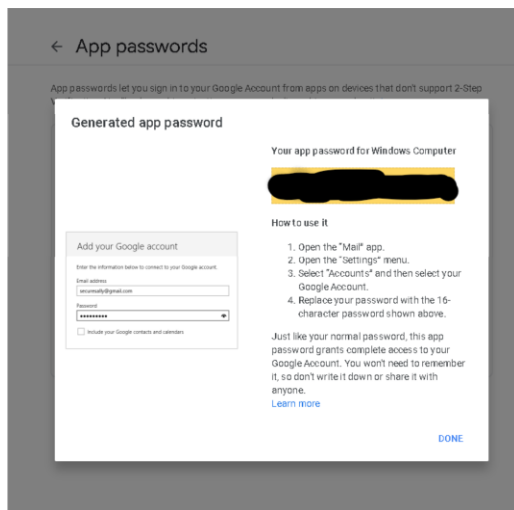 ← App passwords
App passwords let you sign in to your Google Account from apps on devices that don't support 2-Step
Generated app password
Your app password for Windows Computer
How to use it
1. Open the "Mail" app.
2. Open the "Settings" menu.
3. Select "Accounts" and then select your
Google Account.
4. Replace your password with the 16-
character password shown above.
Just like your normal password, this app
password grants complete access to your
Google Account. You won't need to remember
it, so don't write it down or share it with
anyone.
Learn more
Add your Google account
Enter the information below to connect to your Google account.
Email address
securesally@gmail.com
Password
•••••••••
Include your Google contacts and calendars
DONE